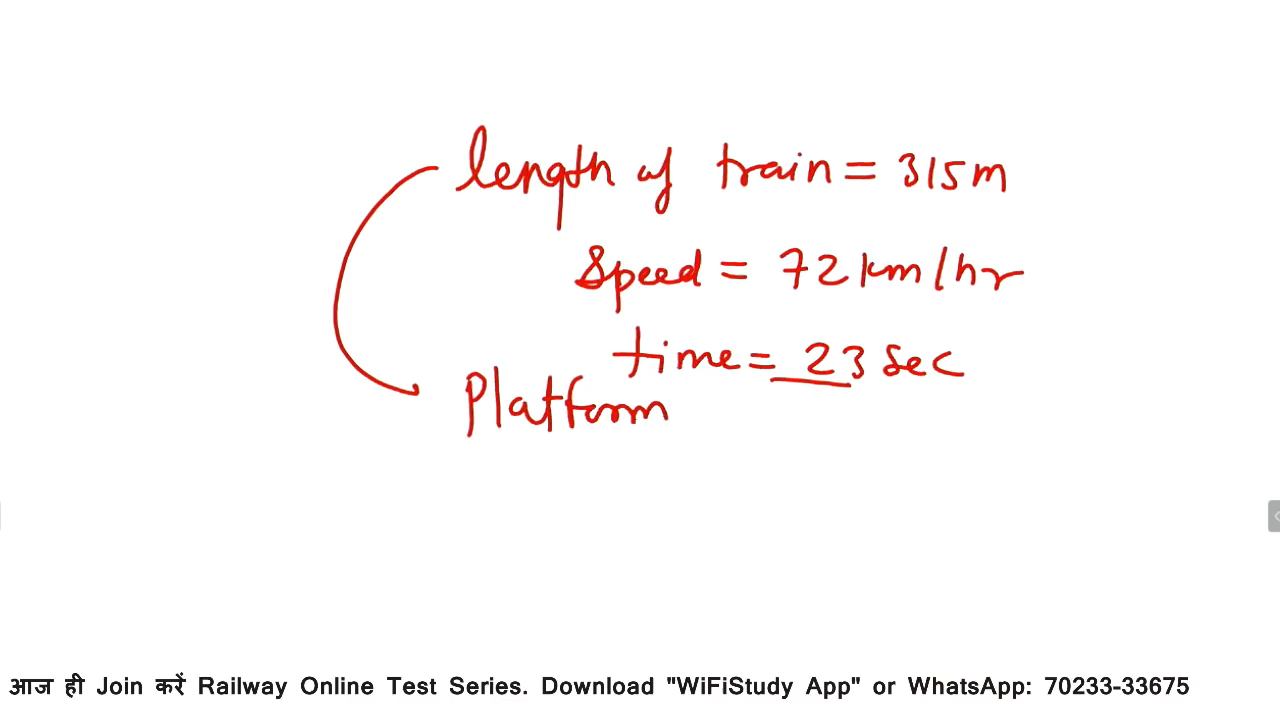 length of train = 315m
Speed = 72 km/hr
time = 23 sec
Platform
आज ही Join करें Railway Online Test Series. Download "WiFiStudy App" or WhatsApp: 70233-33675